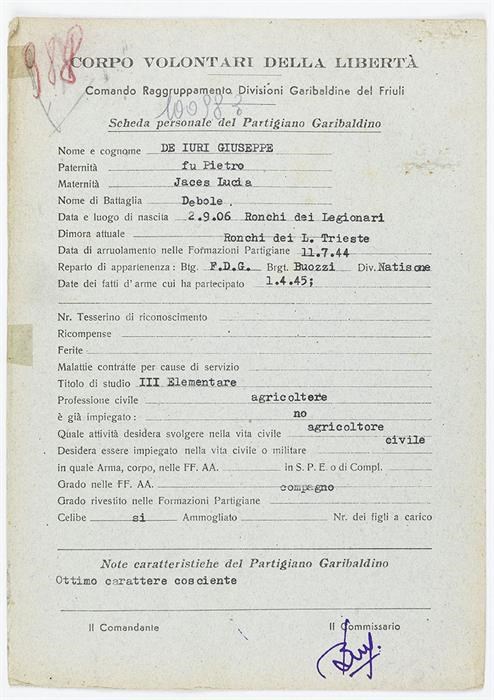 988
CORPO VOLONTARI DELLA LIBERTÀ
Comando Raggruppamento Divisioni Garibaldine del Friuli
Scheda personale del Partigiano Garibaldino
Nome e cognome DE IURI GIUSEPPE
Paternità fu Pietro
Maternità Jaces Lucia
Nome di Battaglia Debole.
Data e luogo di nascita 2.9.06 Ronchi dei Legionari
Dimora attuale Ronchi dei L. Trieste
Data di arruolamento nelle Formazioni Partigiane 11.7.44
Reparto di appartenenza: Btg. F.D.G. Brgt. Buozzi Div. Natisone
Date dei fatti d'arme cui ha partecipato 1.4.45;
Nr. Tesserino di riconoscimento
Ricompense
Ferite
Malattie contratte per cause di servizio
Titolo di studio III Elementare
Professione civile agricoltere
è già impiegato: no
Quale attività desidera svolgere nella vita civile agricoltore
Desidera essere impiegato nella vita civile o militare civile
in quale Arma, corpo, nelle FF. AA. in S. P. E. o di Compl.
Grado nelle FF. AA. compagno
Grado rivestito nelle Formazioni Partigiane
Celibe si Ammogliato Nr. dei figli a carico
Note caratteristiche del Partigiano Garibaldino
Ottimo carattere cosciente
Il Comandante Il Commissario